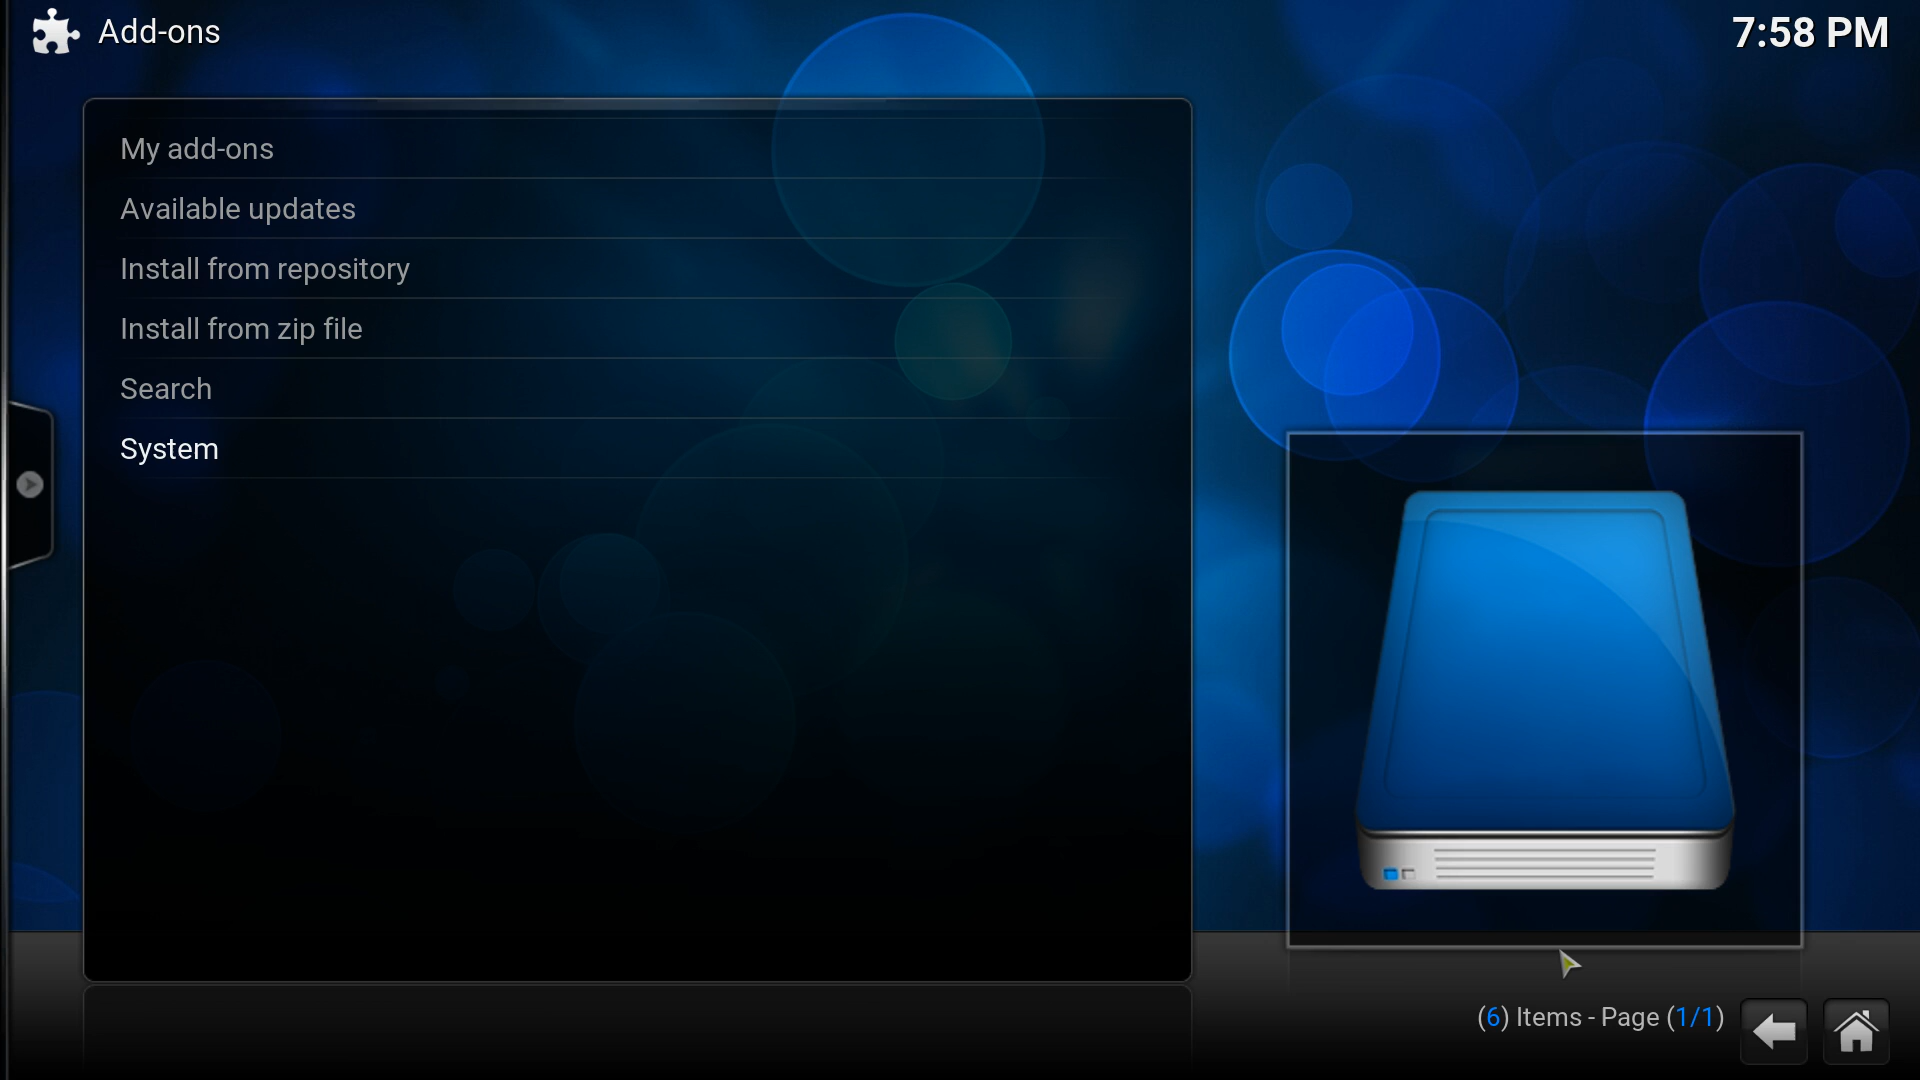 Add-ons
7:58 PM
My add-ons
Available updates
Install from repository
Install from zip file
Search
System
(6) Items - Page (1/1)